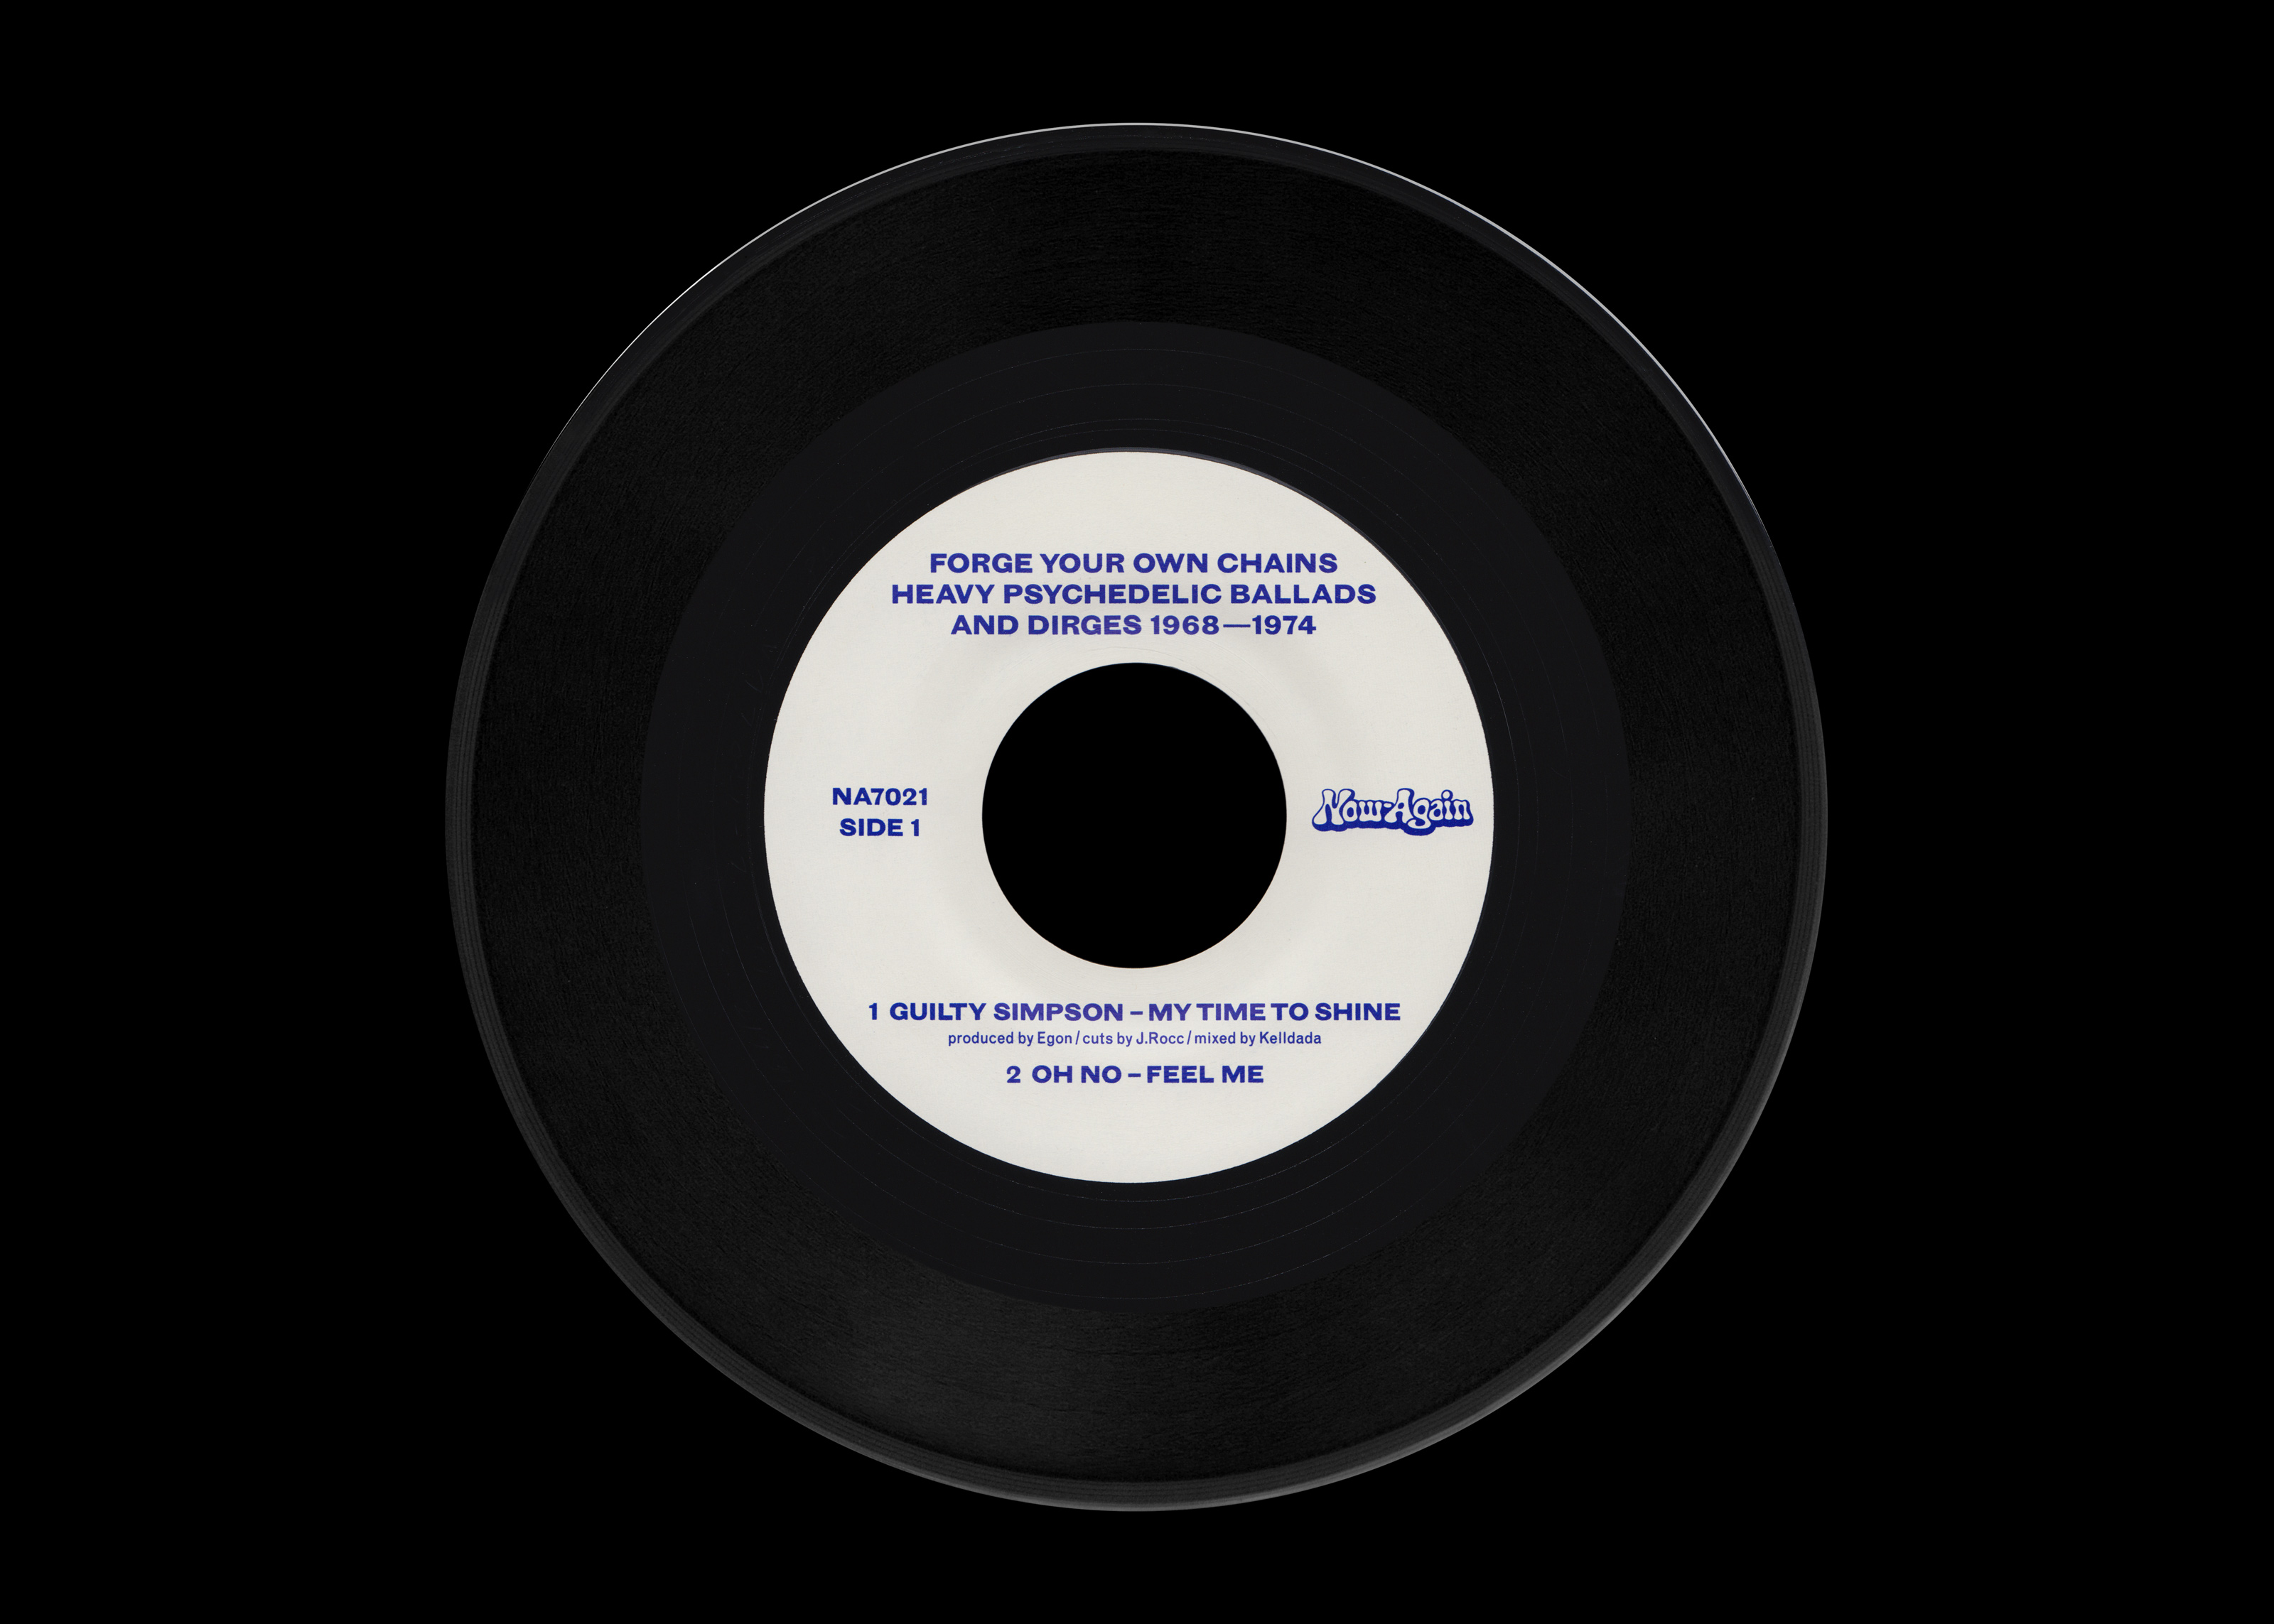 FORGE YOUR OWN CHAINS
HEAVY PSYCHEDELIC BALLADS
AND DIRGES 1968—1974
NA7021
SIDE 1
Now-Again
1 GUILTY SIMPSON – MY TIME TO SHINE
produced by Egon / cuts by J.Rocc / mixed by Kelldada
2 OH NO – FEEL ME